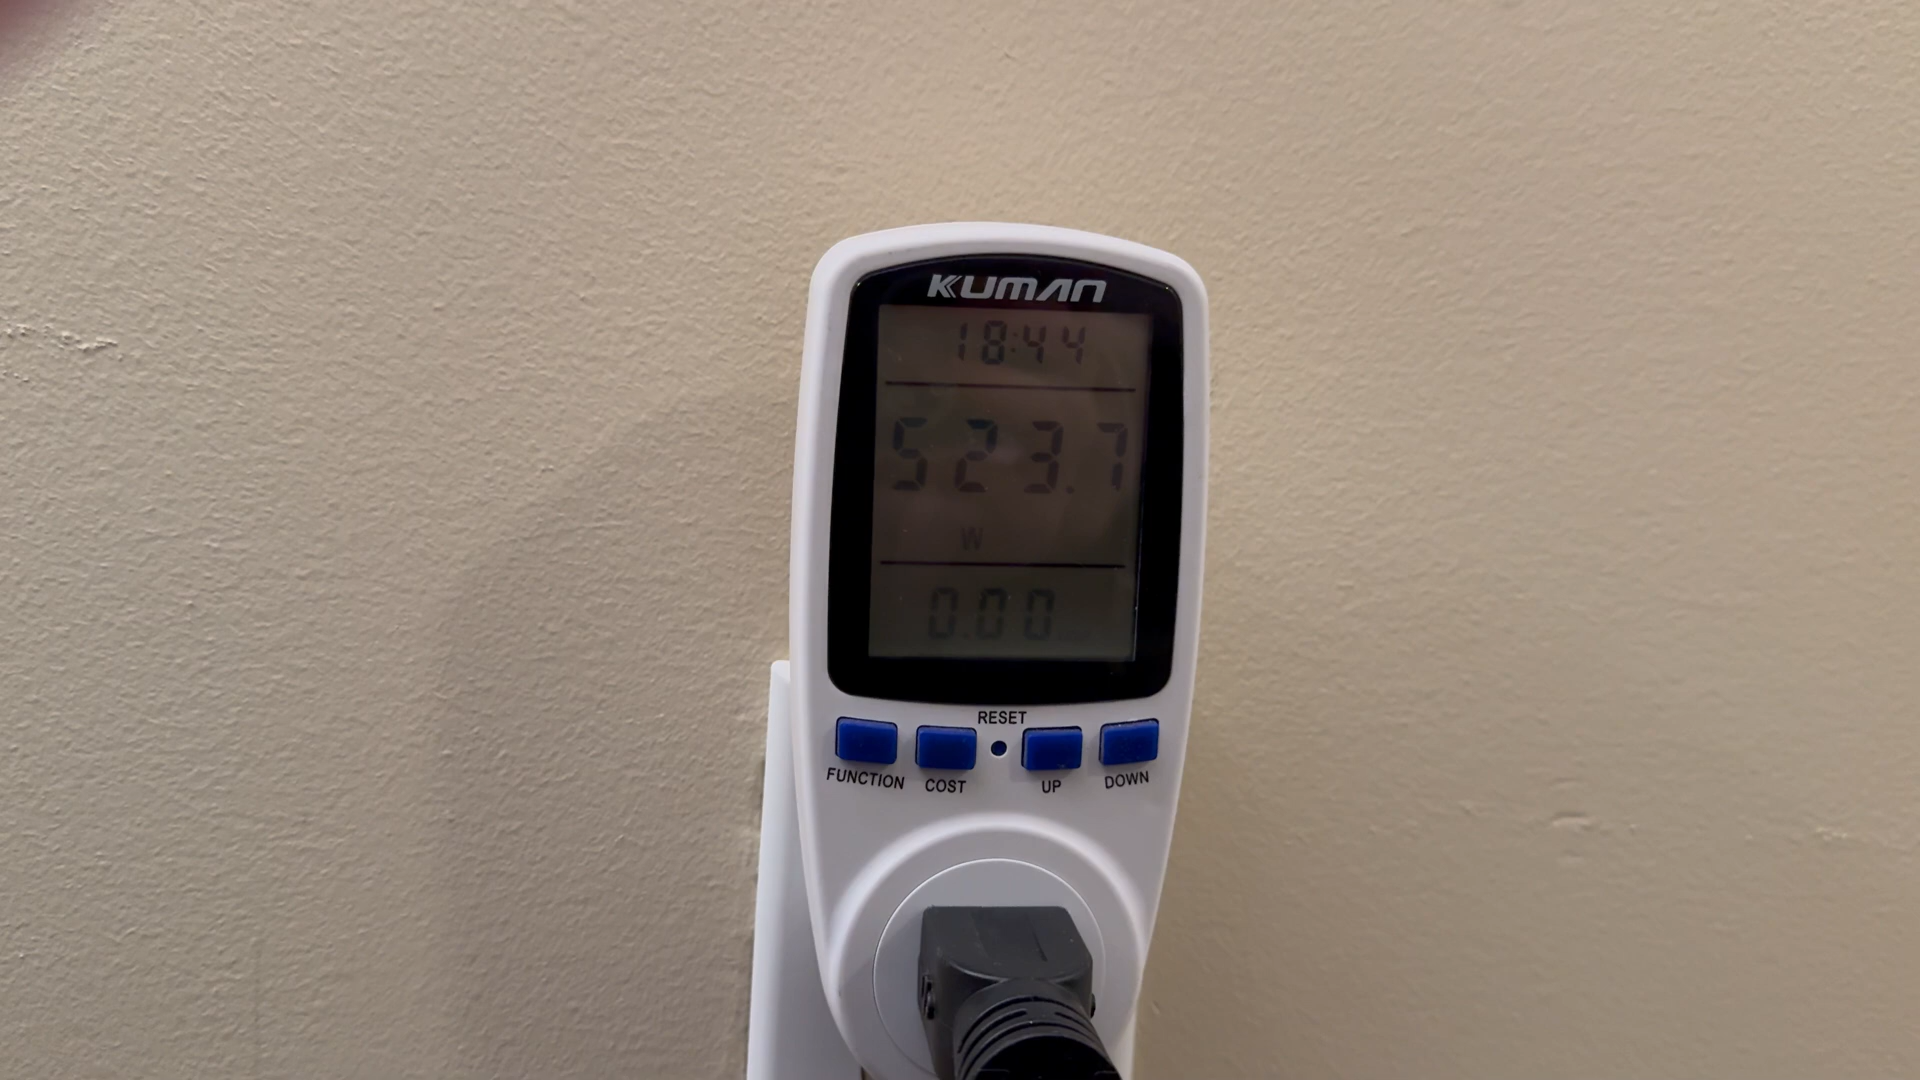 KUMAN
18:44
523.7
W
0.00
RESET
FUNCTION COST UP DOWN